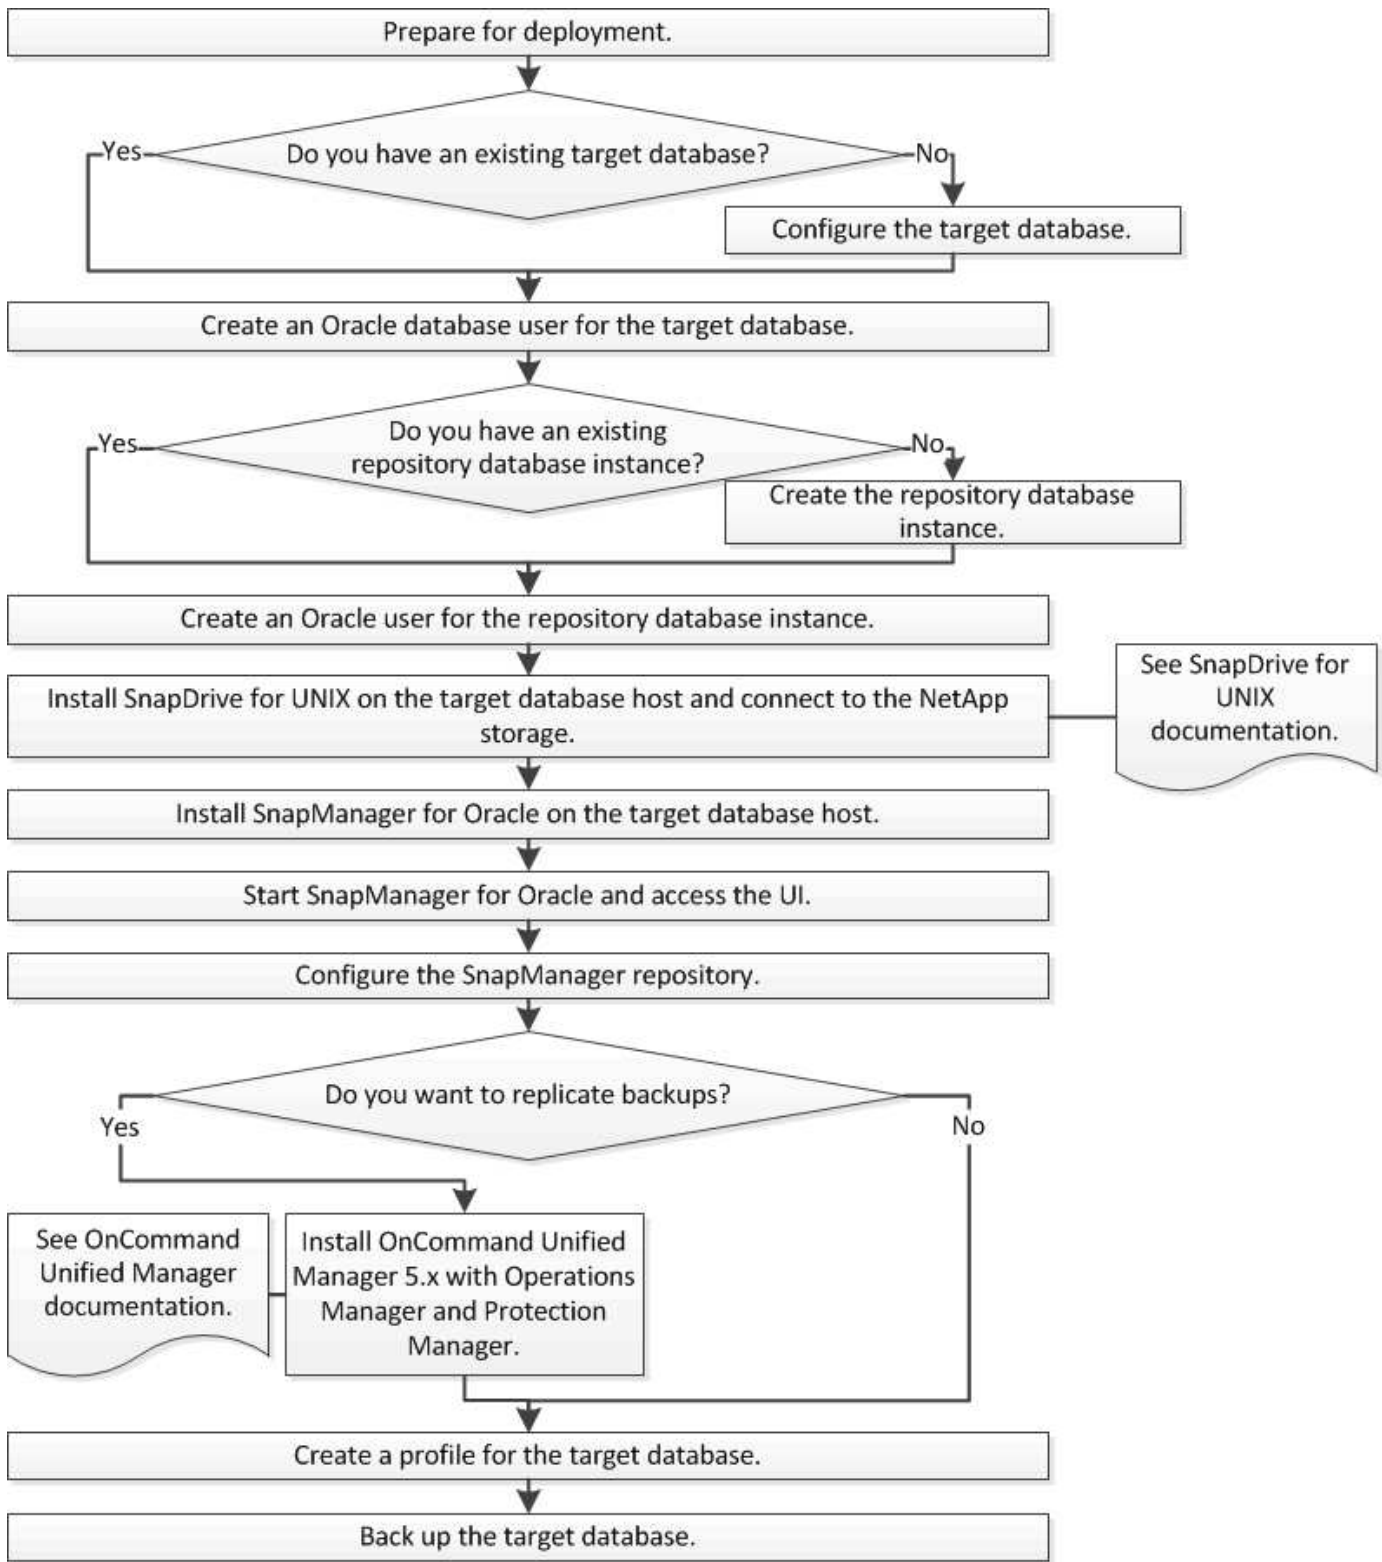 Prepare for deployment.
Do you have an existing target database?
Yes
No
Configure the target database.
Create an Oracle database user for the target database.
Do you have an existing
repository database instance?
Yes
No
Create the repository database
instance.
Create an Oracle user for the repository database instance.
Install SnapDrive for UNIX on the target database host and connect to the NetApp
storage.
See SnapDrive for
UNIX
documentation.
Install SnapManager for Oracle on the target database host.
Start SnapManager for Oracle and access the UI.
Configure the SnapManager repository.
Do you want to replicate backups?
Yes
No
See OnCommand
Unified Manager
documentation.
Install OnCommand Unified
Manager 5.x with Operations
Manager and Protection
Manager.
Create a profile for the target database.
Back up the target database.